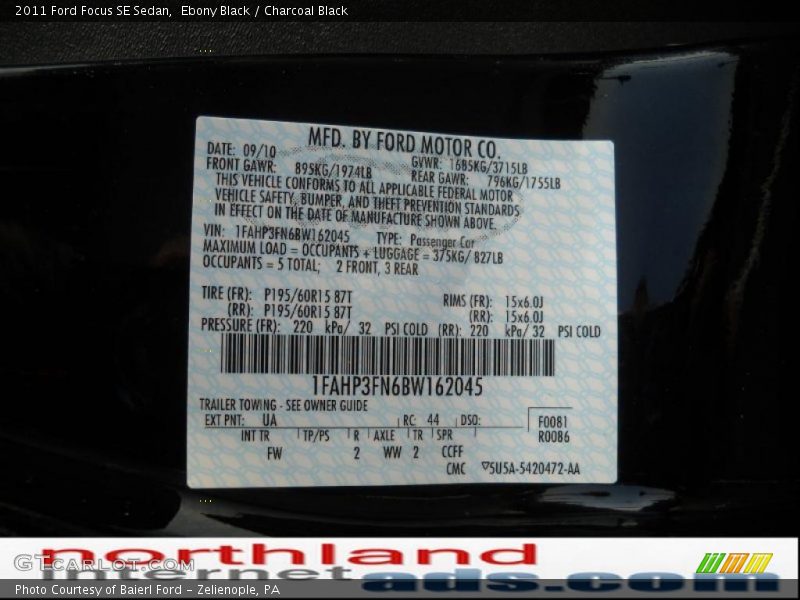 2011 Ford Focus SE Sedan,  Ebony Black / Charcoal Black
MFD. BY FORD MOTOR CO.
DATE: 09/10 GVWR: 1685KG/3715LB
FRONT GAWR: 895KG/1974LB REAR GAWR: 796KG/1755LB
THIS VEHICLE CONFORMS TO ALL APPLICABLE FEDERAL MOTOR
VEHICLE SAFETY, BUMPER, AND THEFT PREVENTION STANDARDS
IN EFFECT ON THE DATE OF MANUFACTURE SHOWN ABOVE.
VIN: 1FAHP3FN6BW162045 TYPE: Passenger Car
MAXIMUM LOAD = OCCUPANTS + LUGGAGE = 375KG/ 827LB
OCCUPANTS = 5 TOTAL; 2 FRONT, 3 REAR
TIRE (FR): P195/60R15 87T RIMS (FR): 15x6.0J
(RR): P195/60R15 87T (RR): 15x6.0J
PRESSURE (FR): 220 kPa/ 32 PSI COLD (RR): 220 kPa/ 32 PSI COLD
1FAHP3FN6BW162045
TRAILER TOWING - SEE OWNER GUIDE
EXT PNT: UA RC: 44 DSO: F0081
R0086
INT TR TP/PS R AXLE TR SPR
FW 2 WW 2 CCFF
CMC 5U5A-5420472-AA
northland
internet ads.com
GTCARLOT.COM
Photo Courtesy of Baierl Ford - Zelienople, PA